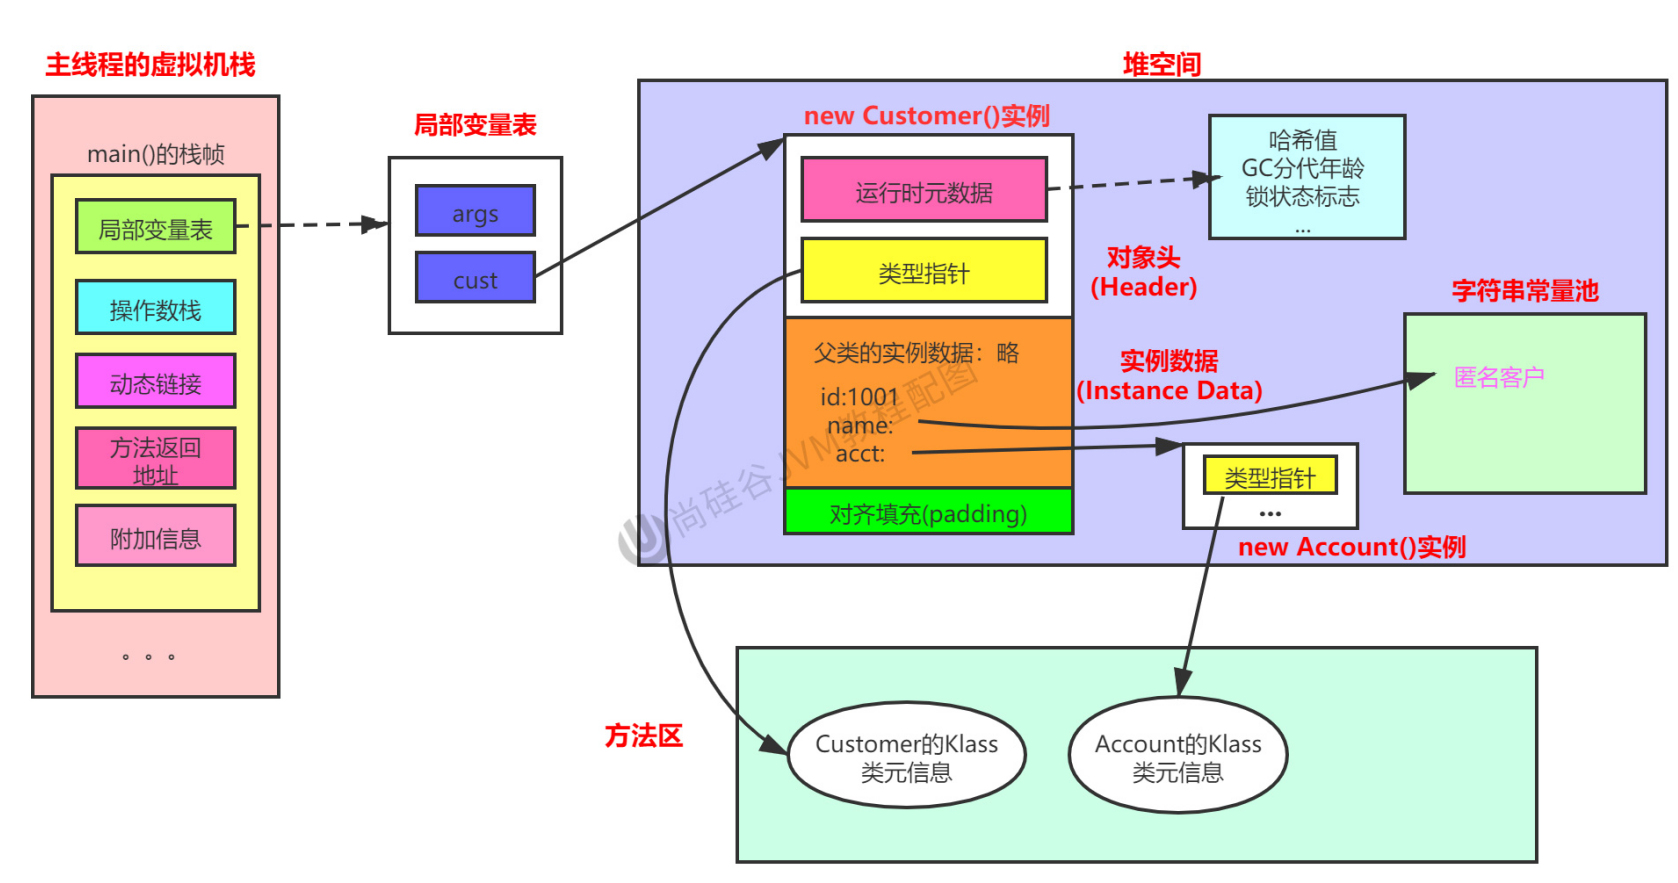 主线程的虚拟机栈
main()的栈帧
局部变量表
操作数栈
动态链接
方法返回
地址
附加信息
。。。
局部变量表
args
cust
堆空间
new Customer()实例
运行时元数据
类型指针
哈希值
GC分代年龄
锁状态标志
...
对象头
(Header)
父类的实例数据：略
id:1001
name:
acct:
实例数据
(Instance Data)
对齐填充(padding)
字符串常量池
匿名客户
类型指针
...
new Account()实例
尚硅谷JVM教程配图
方法区
Customer的Klass
类元信息
Account的Klass
类元信息